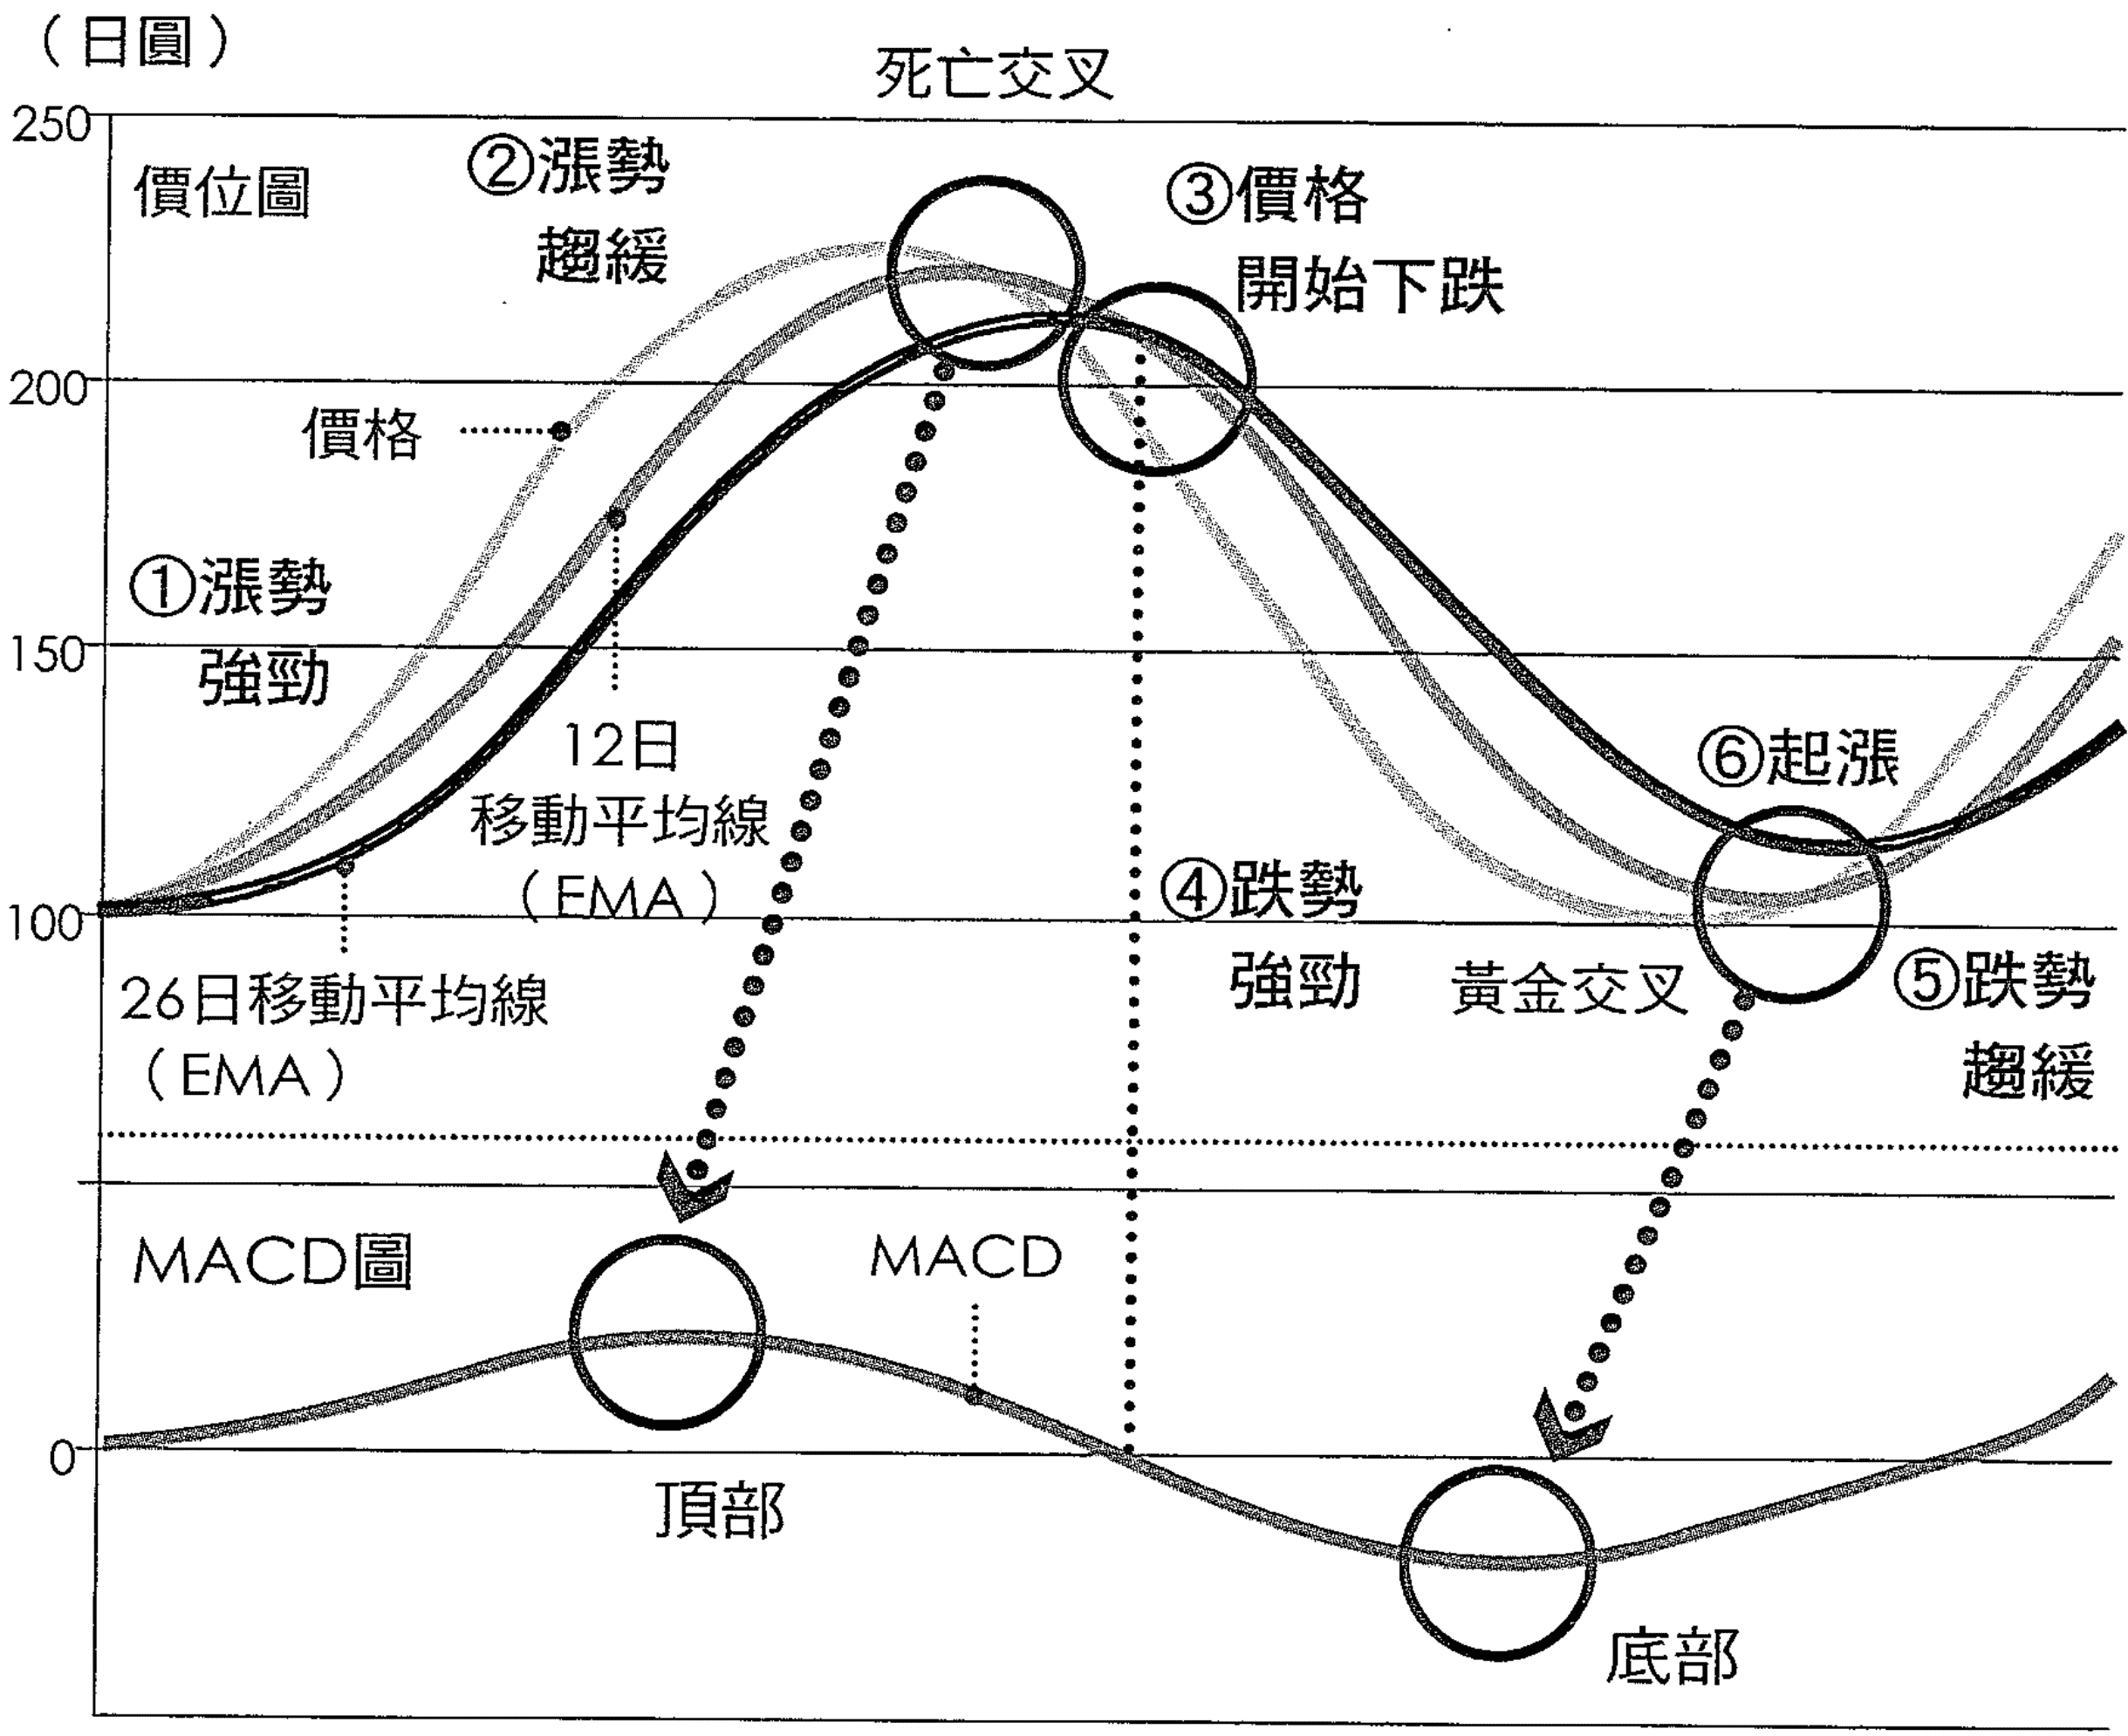 （日圓）
死亡交叉
250
價位圖
②漲勢
趨緩
③價格
開始下跌
200
價格
①漲勢
強勁
150
12日
移動平均線
（EMA）
⑥起漲
④跌勢
強勁
100
26日移動平均線
（EMA）
黃金交叉
⑤跌勢
趨緩
MACD圖
MACD
0
頂部
底部